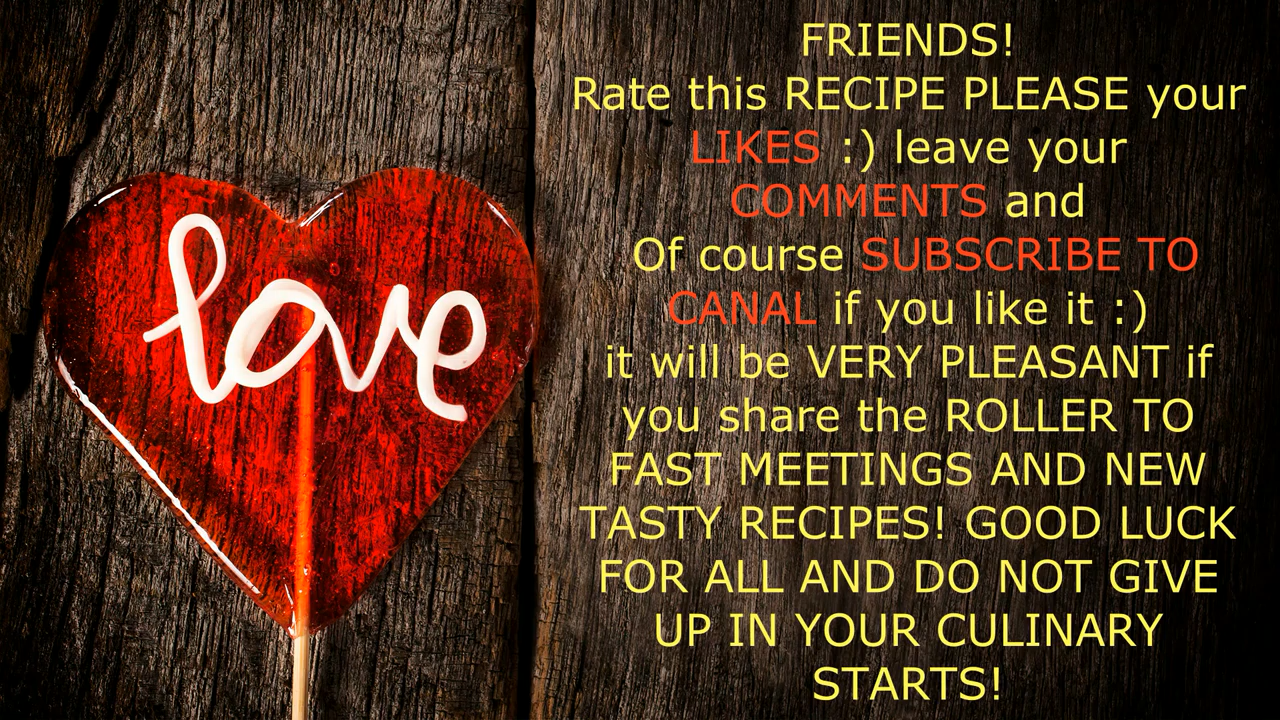 love
FRIENDS!
Rate this RECIPE PLEASE your
LIKES :) leave your
COMMENTS and
Of course SUBSCRIBE TO
CANAL if you like it :)
it will be VERY PLEASANT if
you share the ROLLER TO
FAST MEETINGS AND NEW
TASTY RECIPES! GOOD LUCK
FOR ALL AND DO NOT GIVE
UP IN YOUR CULINARY
STARTS!